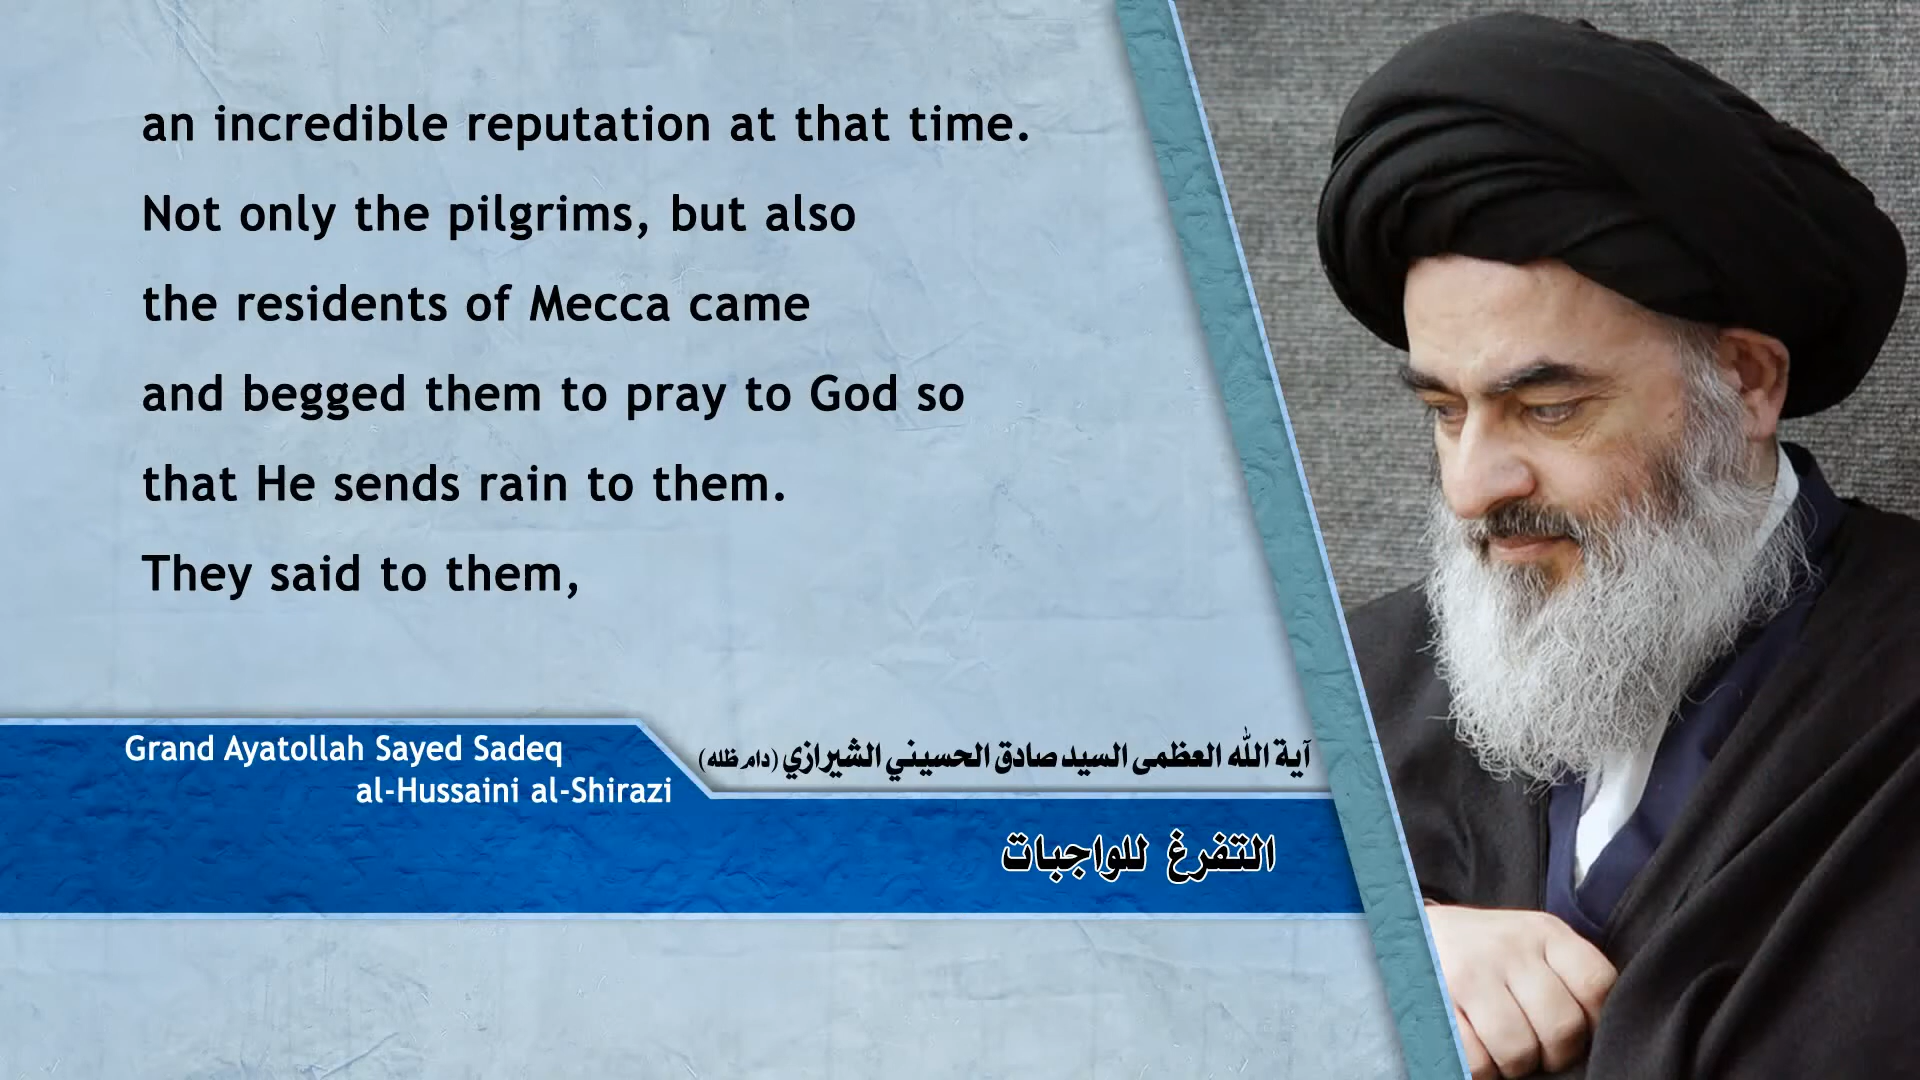 an incredible reputation at that time.
Not only the pilgrims, but also
the residents of Mecca came
and begged them to pray to God so
that He sends rain to them.
They said to them,
Grand Ayatollah Sayed Sadeq
al-Hussaini al-Shirazi
آية الله العظمى السيد صادق الحسيني الشيرازي (دام ظله)
التفرغ للواجبات